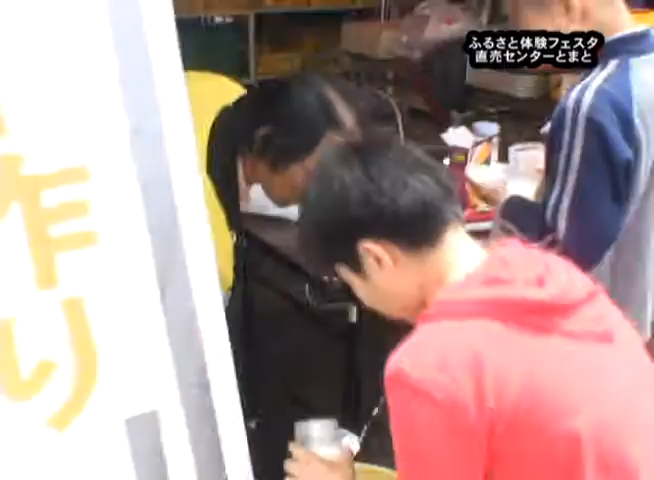 ふるさと体験フェスタ
直売センターとまと
作り